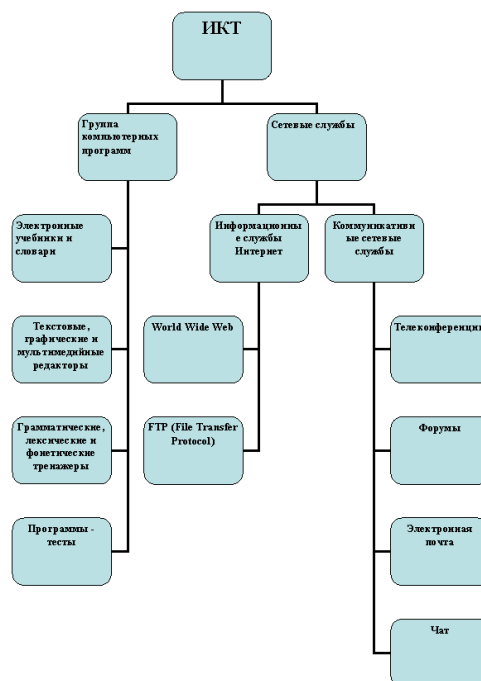 ИКТ
Группа
компьютерных
программ
Сетевые службы
Электронные
учебники и
словари
Информационны
е службы
Интернет
Коммуникативн
ые сетевые
службы
Текстовые,
графические и
мультимедийные
редакторы
World Wide Web
Телеконференции
Грамматические,
лексические и
фонетические
тренажеры
FTP (File Transfer
Protocol)
Форумы
Программы -
тесты
Электронная
почта
Чат